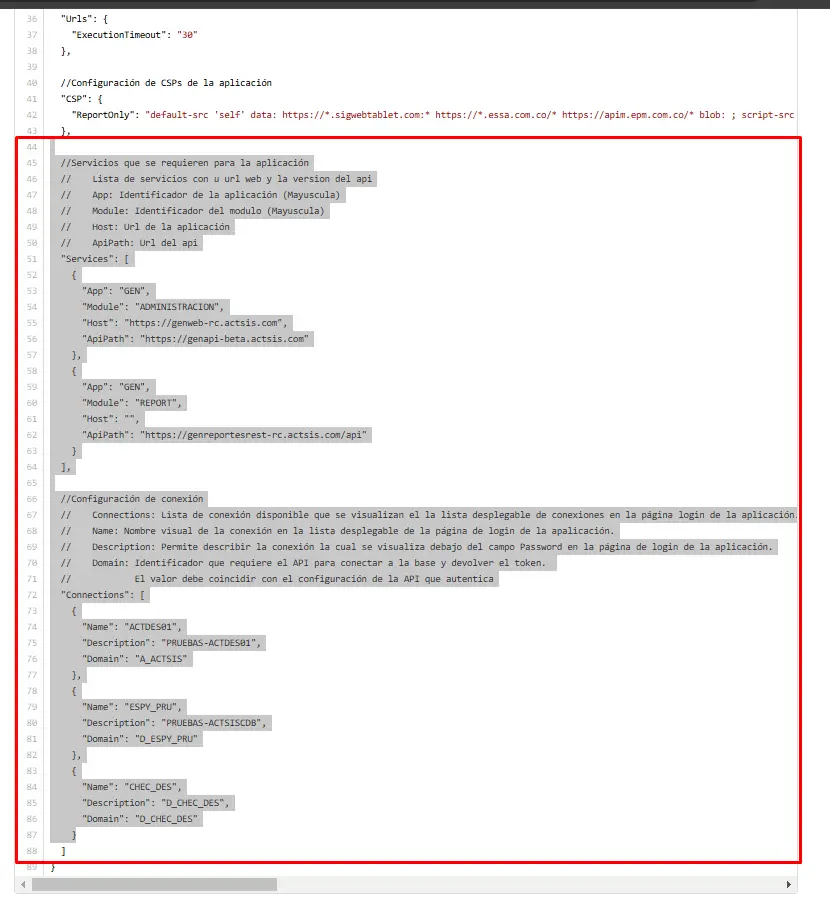 36 "Urls": {
37 "ExecutionTimeout": "30"
38 },
39
40 //Configuración de CSPs de la aplicación
41 "CSP": {
42 "ReportOnly": "default-src 'self' data: https://*.sigwebtablet.com:* https://*.essa.com.co/* https://apim.epm.com.co/* blob: ; script-src
43 },
44
45 //Servicios que se requieren para la aplicación
46 // Lista de servicios con u url web y la version del api
47 // App: Identificador de la aplicación (Mayuscula)
48 // Module: Identificador del modulo (Mayuscula)
49 // Host: Url de la aplicación
50 // ApiPath: Url del api
51 "Services": [
52 {
53 "App": "GEN",
54 "Module": "ADMINISTRACION",
55 "Host": "https://genweb-rc.actsis.com",
56 "ApiPath": "https://genapi-beta.actsis.com"
57 },
58 {
59 "App": "GEN",
60 "Module": "REPORT",
61 "Host": "",
62 "ApiPath": "https://genreportesrest-rc.actsis.com/api"
63 }
64 ],
65
66 //Configuración de conexión
67 // Connections: Lista de conexión disponible que se visualizan el la lista desplegable de conexiones en la página login de la aplicación.
68 // Name: Nombre visual de la conexión en la lista desplegable de la página de login de la apalicación.
69 // Description: Permite describir la conexión la cual se visualiza debajo del campo Password en la página de login de la aplicación.
70 // Domain: Identificador que requiere el API para conectar a la base y devolver el token.
71 // El valor debe coincidir con el configuración de la API que autentica
72 "Connections": [
73 {
74 "Name": "ACTDES01",
75 "Description": "PRUEBAS-ACTDES01",
76 "Domain": "A_ACTSIS"
77 },
78 {
79 "Name": "ESPY_PRU",
80 "Description": "PRUEBAS-ACTSISCDB",
81 "Domain": "D_ESPY_PRU"
82 },
83 {
84 "Name": "CHEC_DES",
85 "Description": "D_CHEC_DES",
86 "Domain": "D_CHEC_DES"
87 }
88 ]
89 }